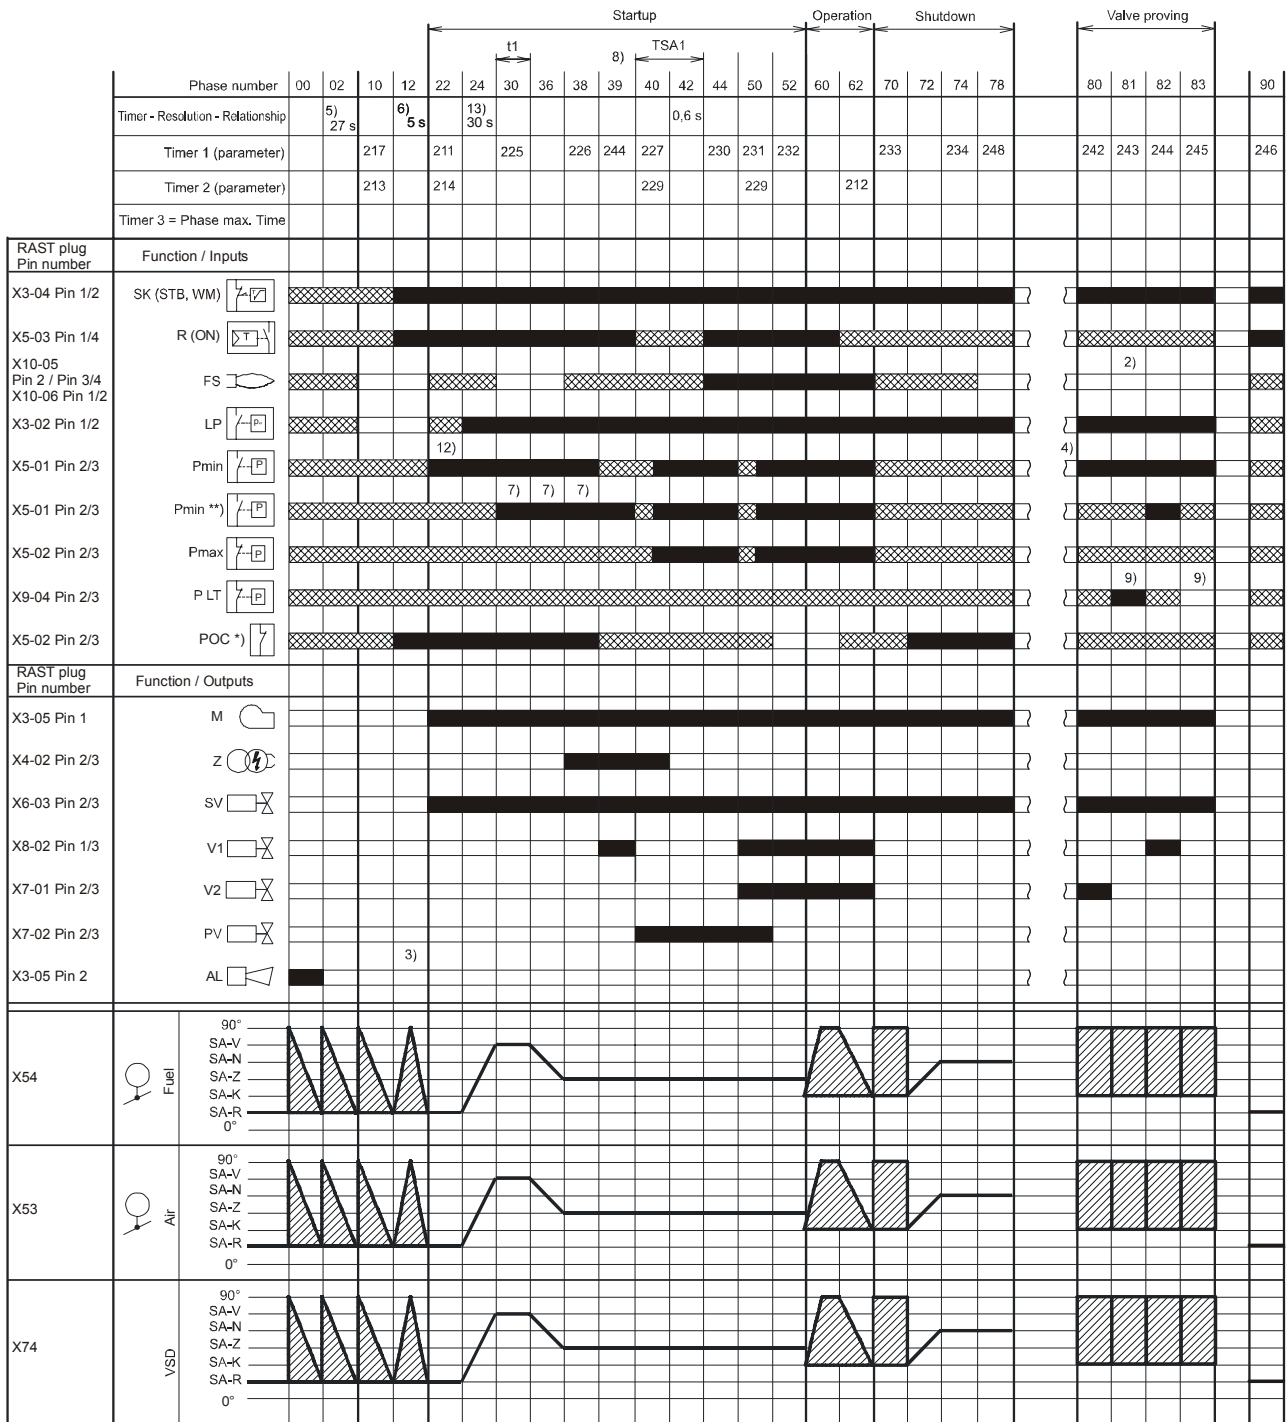 Startup Operation Shutdown Valve proving
t1 8) TSA1
Phase number 00 02 10 12 22 24 30 36 38 39 40 42 44 50 52 60 62 70 72 74 78 80 81 82 83 90
Timer - Resolution - Relationship 5) 27 s 6) 5 s 13) 30 s 0,6 s
Timer 1 (parameter) 217 211 225 226 244 227 230 231 232 233 234 248 242 243 244 245 246
Timer 2 (parameter) 213 214 229 229 212
Timer 3 = Phase max. Time
RAST plug
Pin number
Function / Inputs
X3-04 Pin 1/2 SK (STB, WM)
X5-03 Pin 1/4 R (ON) T
X10-05
Pin 2 / Pin 3/4
X10-06 Pin 1/2
FS 2)
X3-02 Pin 1/2 LP P
12) 4)
X5-01 Pin 2/3 Pmin P
7) 7) 7)
X5-01 Pin 2/3 Pmin **) P
X5-02 Pin 2/3 Pmax P
9) 9)
X9-04 Pin 2/3 P LT P
X5-02 Pin 2/3 POC *)
RAST plug
Pin number
Function / Outputs
X3-05 Pin 1 M
X4-02 Pin 2/3 Z
X6-03 Pin 2/3 SV
X8-02 Pin 1/3 V1
X7-01 Pin 2/3 V2
X7-02 Pin 2/3 PV
3)
X3-05 Pin 2 AL
X54
Fuel
90°
SA-V
SA-N
SA-Z
SA-K
SA-R
0°
X53
Air
90°
SA-V
SA-N
SA-Z
SA-K
SA-R
0°
X74
VSD
90°
SA-V
SA-N
SA-Z
SA-K
SA-R
0°